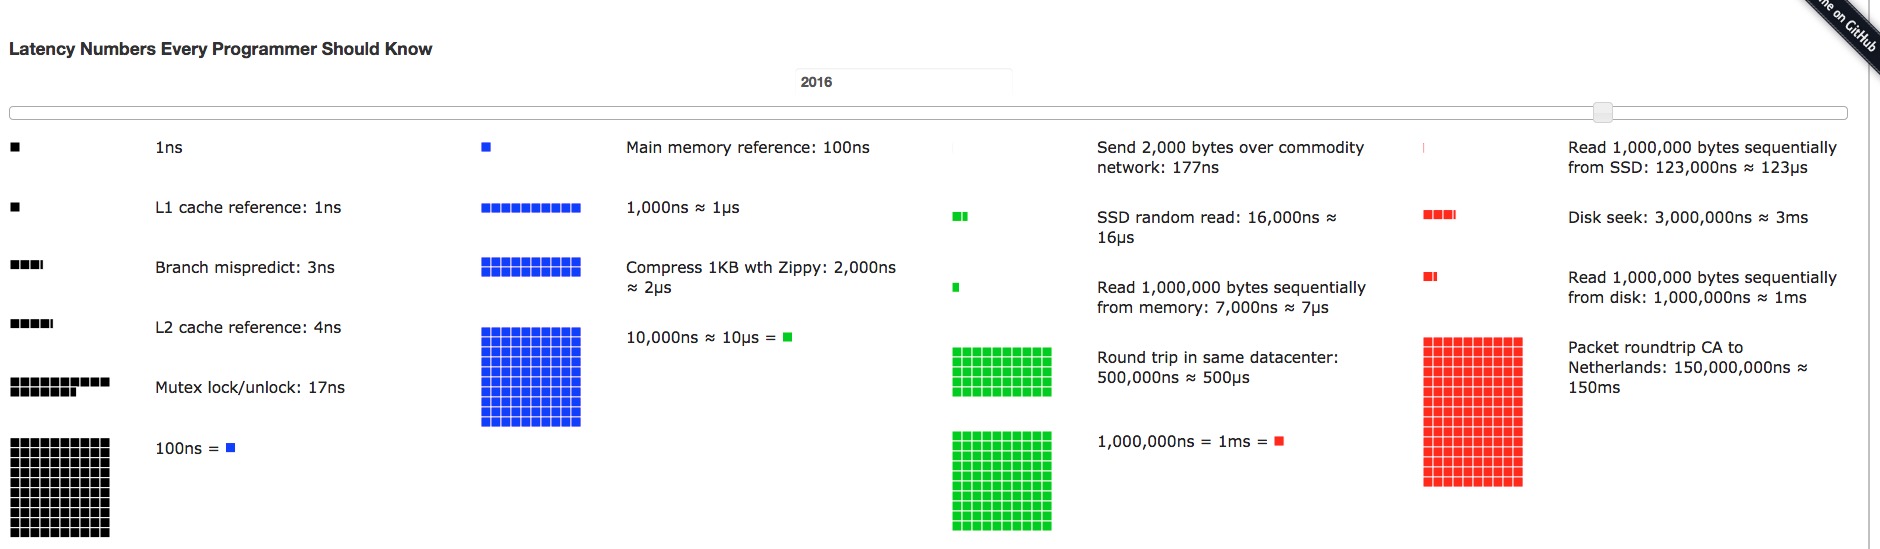 me on GitHub
Latency Numbers Every Programmer Should Know
2016
1ns
L1 cache reference: 1ns
Branch mispredict: 3ns
L2 cache reference: 4ns
Mutex lock/unlock: 17ns
100ns =
Main memory reference: 100ns
1,000ns ≈ 1μs
Compress 1KB wth Zippy: 2,000ns
≈ 2μs
10,000ns ≈ 10μs =
Send 2,000 bytes over commodity
network: 177ns
SSD random read: 16,000ns ≈
16μs
Read 1,000,000 bytes sequentially
from memory: 7,000ns ≈ 7μs
Round trip in same datacenter:
500,000ns ≈ 500μs
1,000,000ns = 1ms =
Read 1,000,000 bytes sequentially
from SSD: 123,000ns ≈ 123μs
Disk seek: 3,000,000ns ≈ 3ms
Read 1,000,000 bytes sequentially
from disk: 1,000,000ns ≈ 1ms
Packet roundtrip CA to
Netherlands: 150,000,000ns ≈
150ms